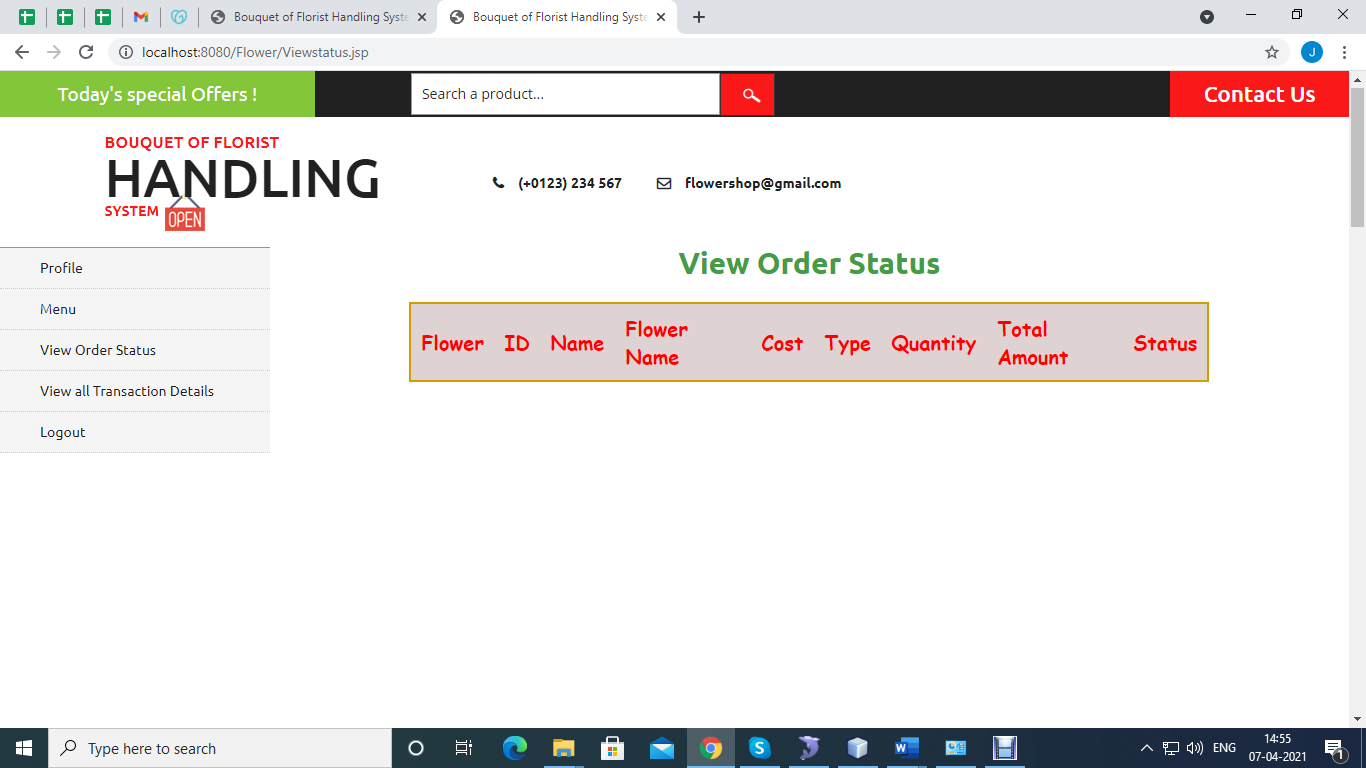 Bouquet of Florist Handling Syste
Bouquet of Florist Handling Syste
localhost:8080/Flower/Viewstatus.jsp
J
Today's special Offers !
Search a product...
Contact Us
BOUQUET OF FLORIST
HANDLING
SYSTEM
OPEN
(+0123) 234 567
flowershop@gmail.com
Profile
Menu
View Order Status
View all Transaction Details
Logout
View Order Status
Flower ID Name Flower Name Cost Type Quantity Total Amount Status
Type here to search
ENG
14:55
07-04-2021
1